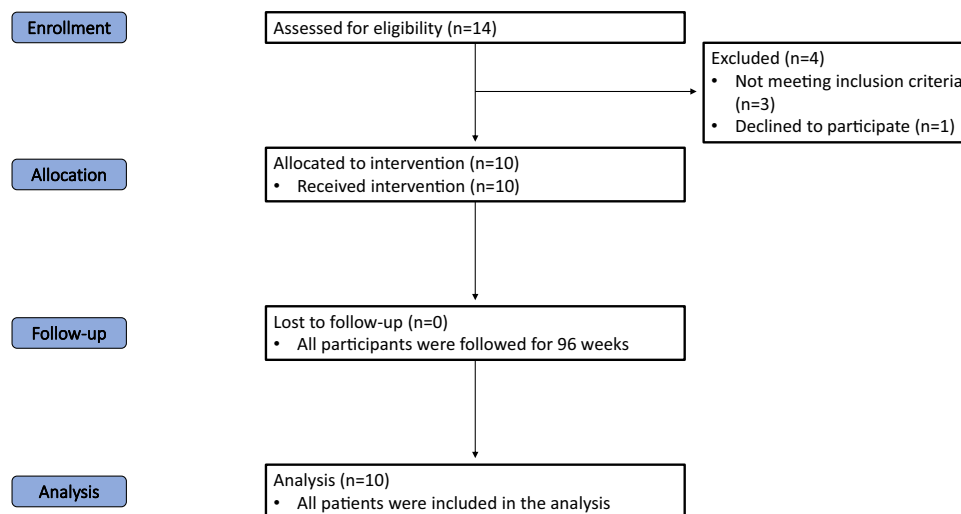 Enrollment
Assessed for eligibility (n=14)
Excluded (n=4)
• Not meeting inclusion criteria
(n=3)
• Declined to participate (n=1)
Allocation
Allocated to intervention (n=10)
• Received intervention (n=10)
Follow-up
Lost to follow-up (n=0)
• All participants were followed for 96 weeks
Analysis
Analysis (n=10)
• All patients were included in the analysis